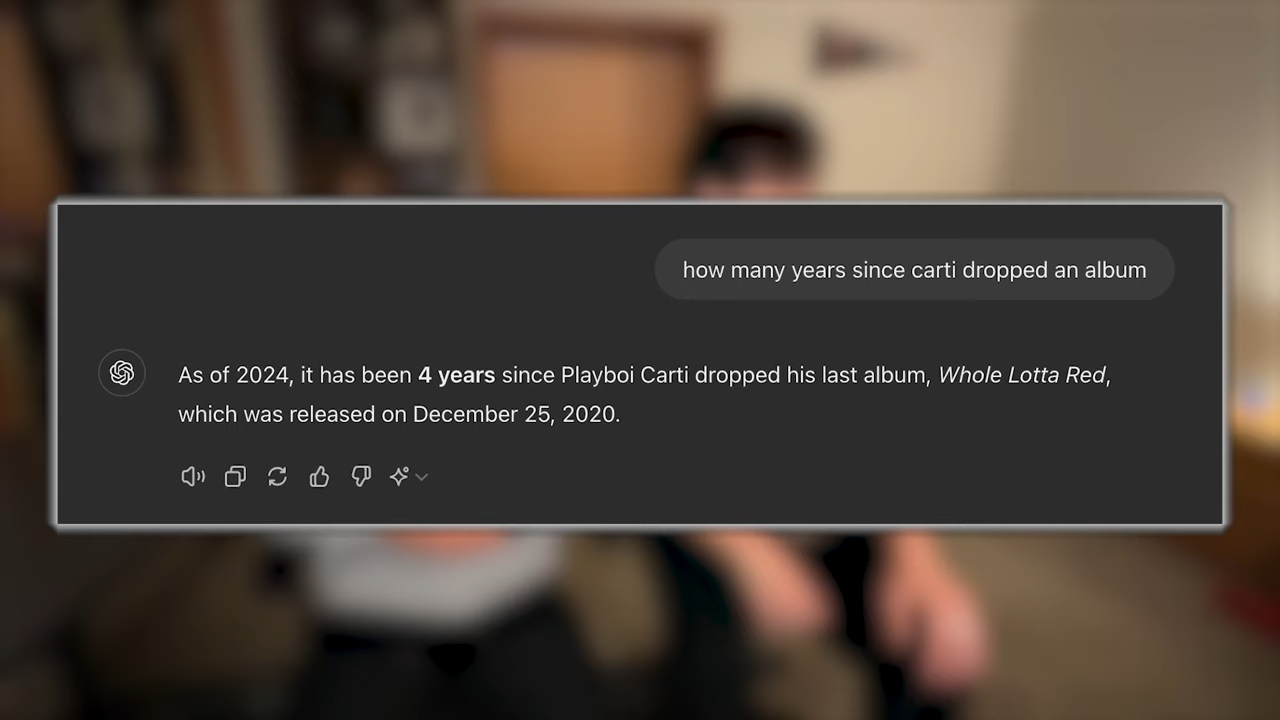 how many years since carti dropped an album
As of 2024, it has been 4 years since Playboi Carti dropped his last album, Whole Lotta Red,
which was released on December 25, 2020.